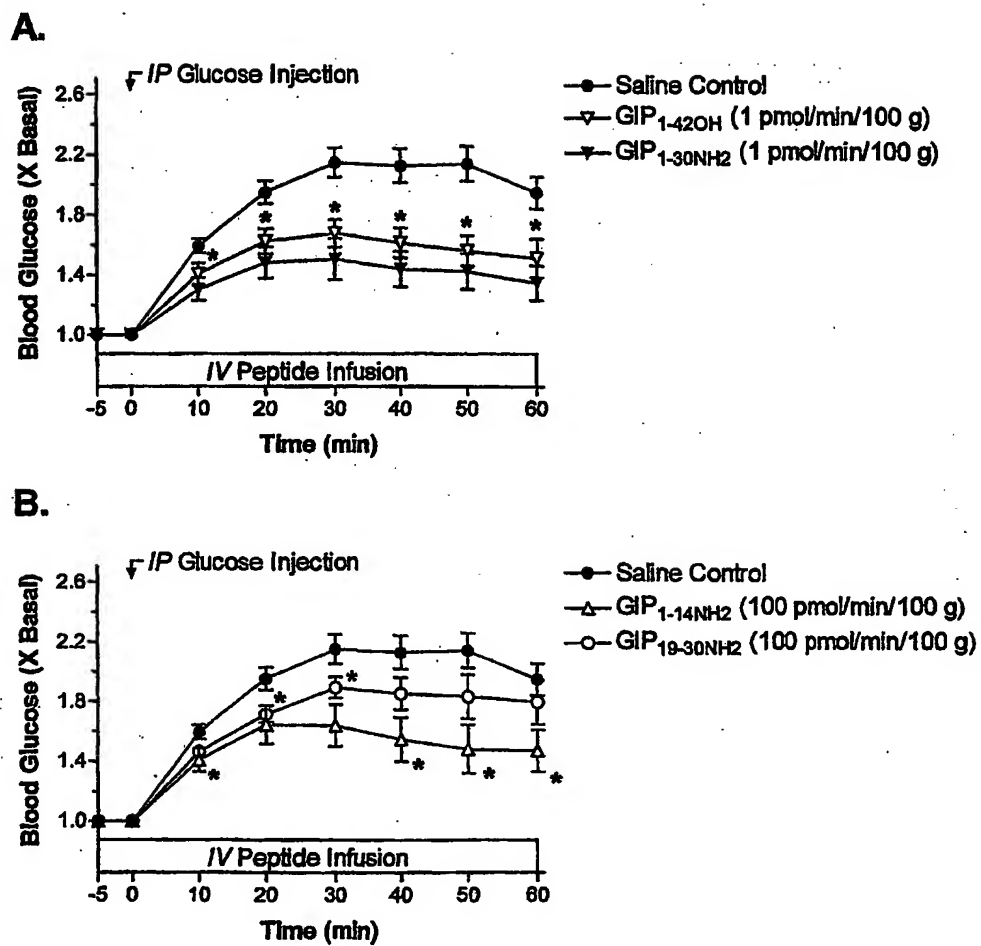 A.
IP Glucose Injection
Saline Control
GIP1-42OH (1 pmol/min/100 g)
GIP1-30NH2 (1 pmol/min/100 g)
Blood Glucose (X Basal)
2.6
2.2
1.8
1.4
1.0
* * * * * *
IV Peptide Infusion
-5 0 10 20 30 40 50 60
Time (min)
B.
IP Glucose Injection
Saline Control
GIP1-14NH2 (100 pmol/min/100 g)
GIP19-30NH2 (100 pmol/min/100 g)
Blood Glucose (X Basal)
2.6
2.2
1.8
1.4
1.0
* * * * * *
IV Peptide Infusion
-5 0 10 20 30 40 50 60
Time (min)